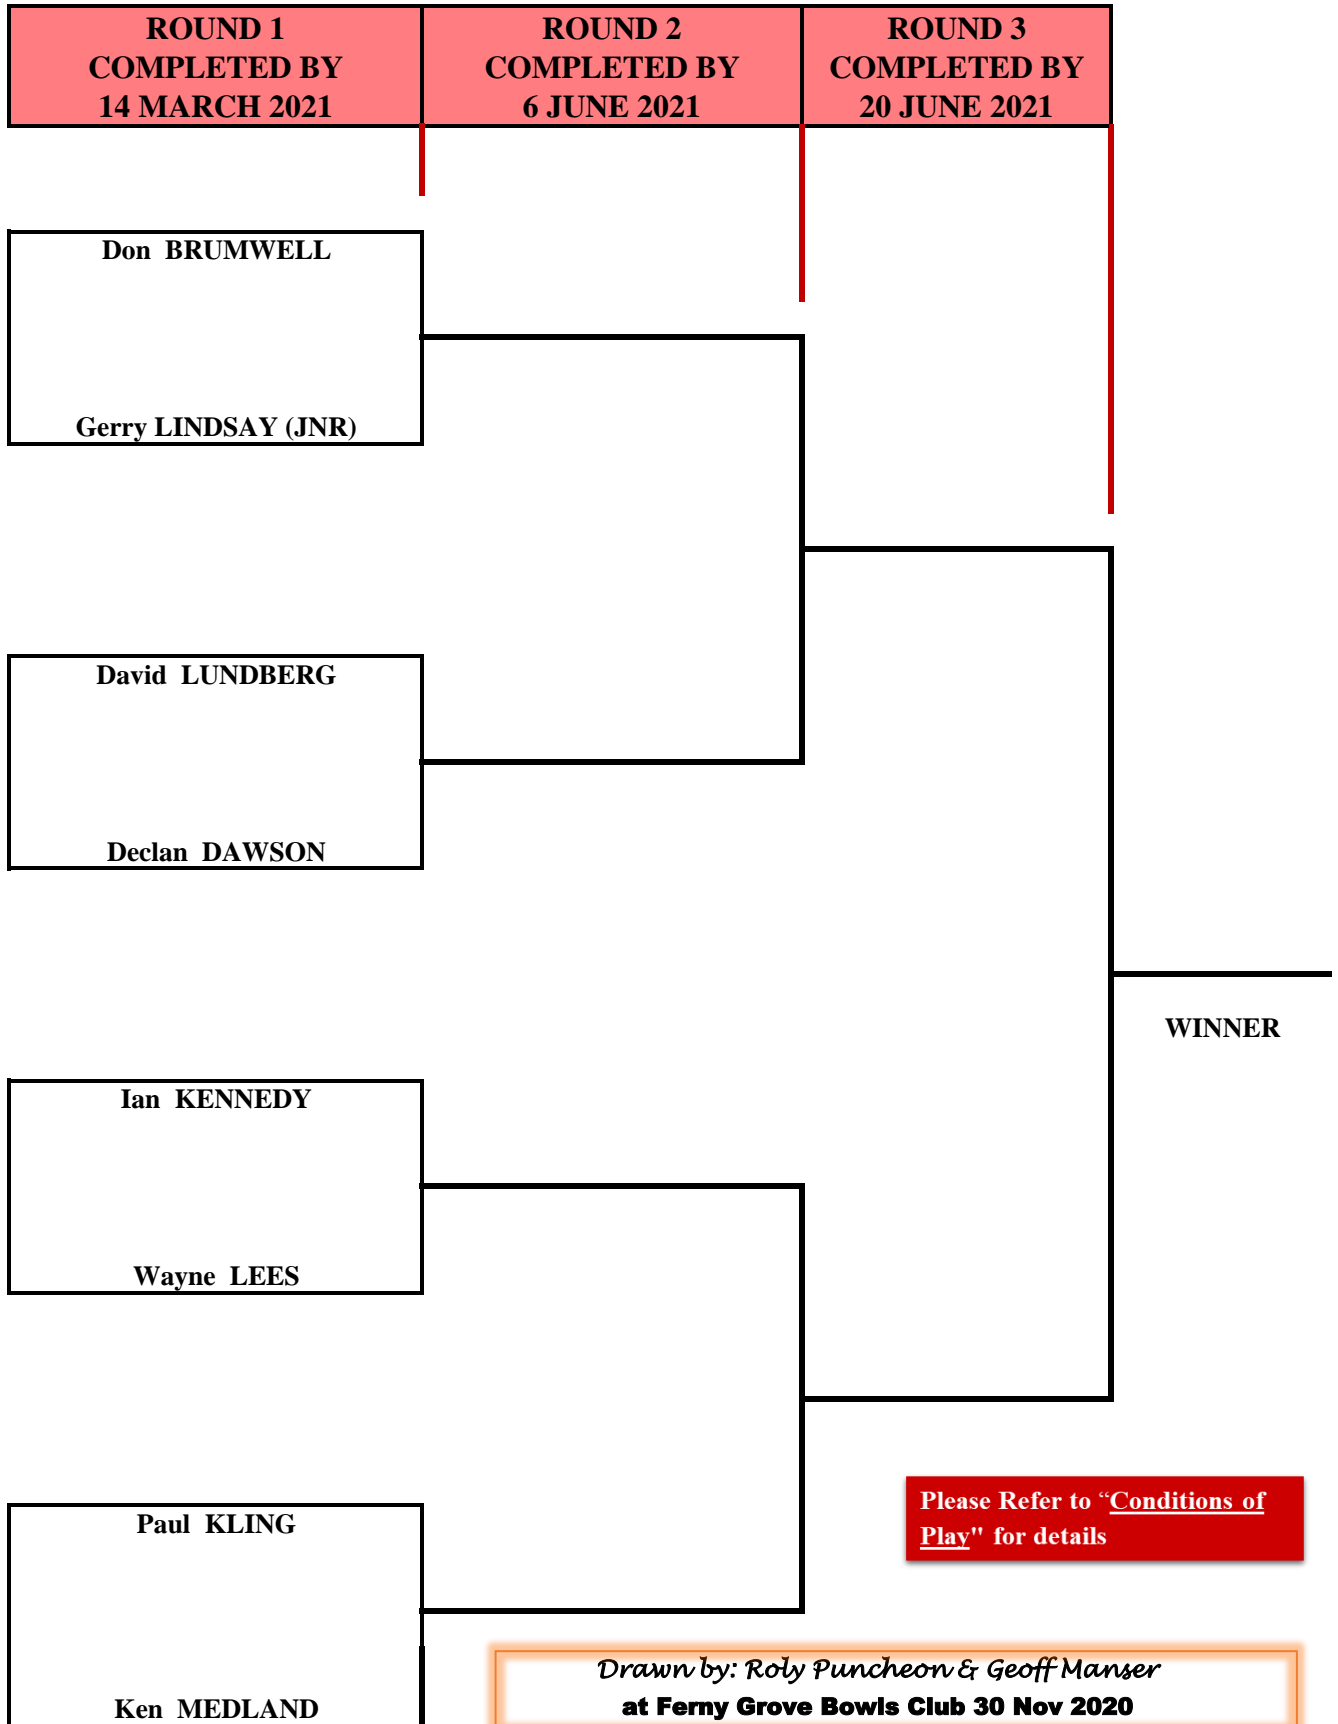 ROUND 1
COMPLETED BY
14 MARCH 2021
ROUND 2
COMPLETED BY
6 JUNE 2021
ROUND 3
COMPLETED BY
20 JUNE 2021
Don BRUMWELL
Gerry LINDSAY (JNR)
David LUNDBERG
Declan DAWSON
WINNER
Ian KENNEDY
Wayne LEES
Paul KLING
Ken MEDLAND
Please Refer to “Conditions of
Play" for details
Drawn by: Roly Puncheon & Geoff Manser
at Ferny Grove Bowls Club 30 Nov 2020